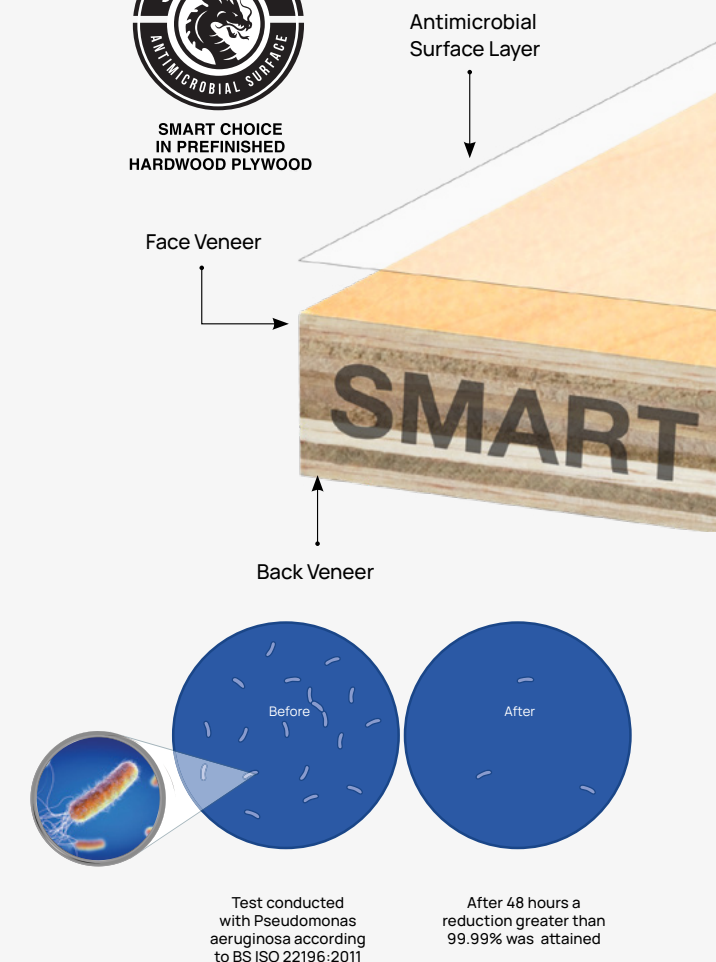 ANTIMICROBIAL SURFACE
SMART CHOICE
IN PREFINISHED
HARDWOOD PLYWOOD
Antimicrobial
Surface Layer
Face Veneer
SMART
Back Veneer
Before
After
Test conducted
with Pseudomonas
aeruginosa according
to BS ISO 22196:2011
After 48 hours a
reduction greater than
99.99% was attained